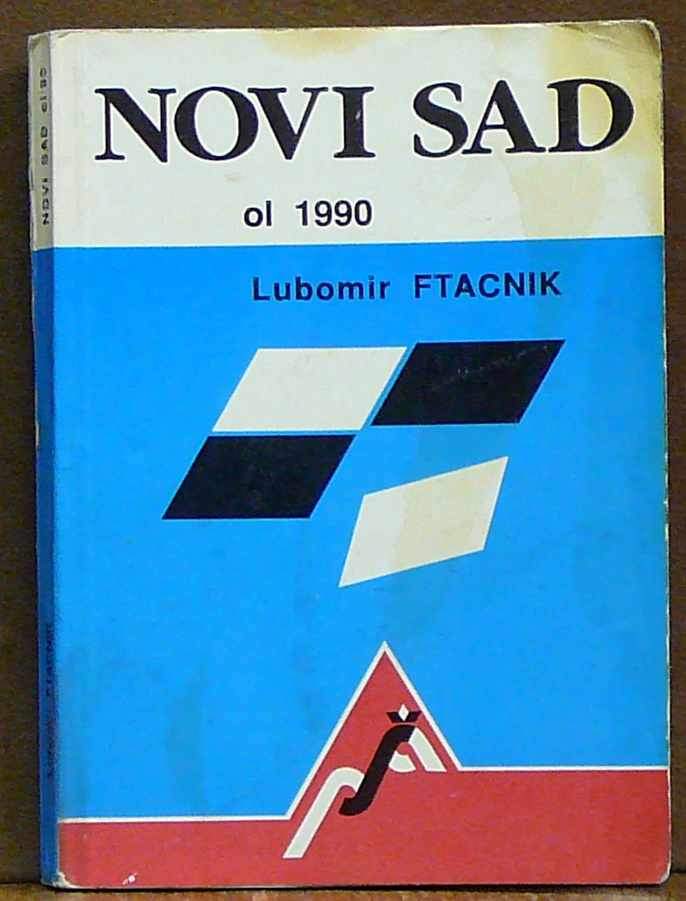 NOVI SAD
ol 1990
Lubomir FTACNIK
NOVI SAD ol 90